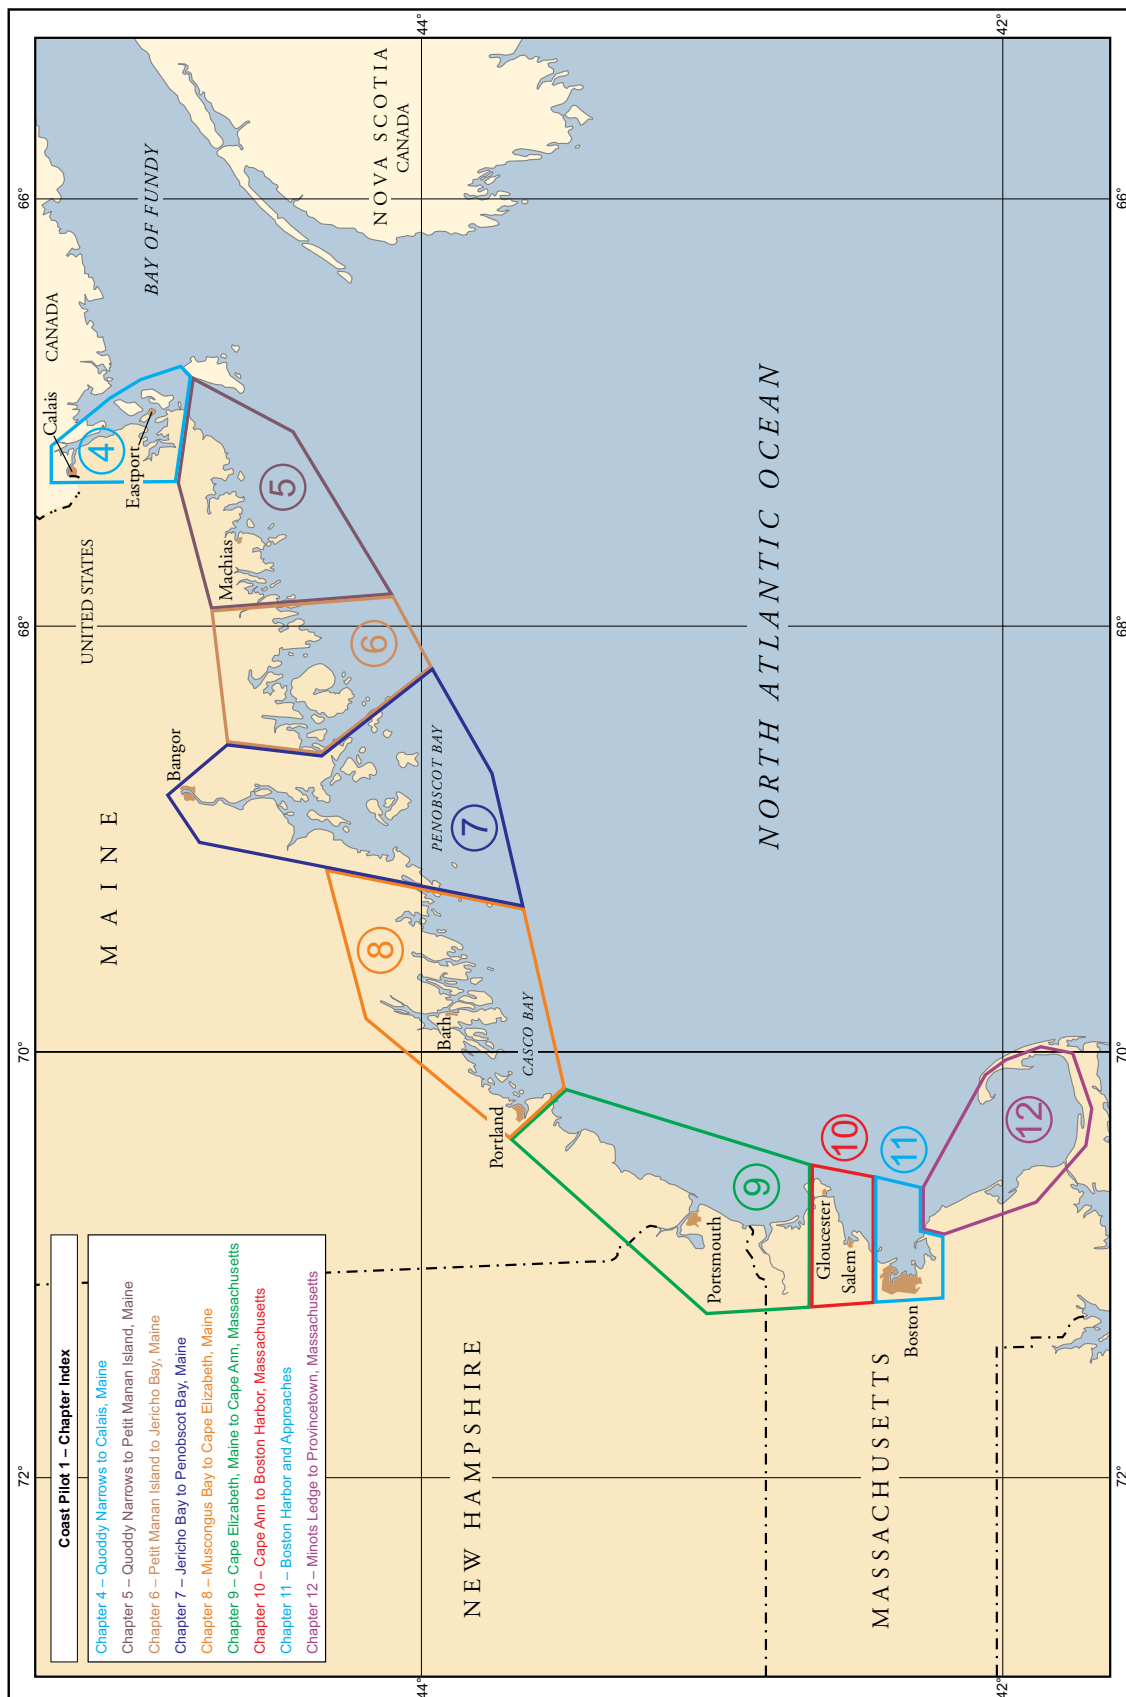 Coast Pilot 1 – Chapter Index
Chapter 4 – Quoddy Narrows to Calais, Maine
Chapter 5 – Quoddy Narrows to Petit Manan Island, Maine
Chapter 6 – Petit Manan Island to Jericho Bay, Maine
Chapter 7 – Jericho Bay to Penobscot Bay, Maine
Chapter 8 – Muscongus Bay to Cape Elizabeth, Maine
Chapter 9 – Cape Elizabeth, Maine to Cape Ann, Massachusetts
Chapter 10 – Cape Ann to Boston Harbor, Massachusetts
Chapter 11 – Boston Harbor and Approaches
Chapter 12 – Minots Ledge to Provincetown, Massachusetts
72°
70°
68°
66°
MAINE
UNITED STATES
CANADA
Calais
4
Eastport
BAY OF FUNDY
Bangor
Machias
5
6
NOVA SCOTIA
CANADA
44°
44°
8
Bath
PENOBSCOT BAY
7
NEW HAMPSHIRE
Portland
CASCO BAY
Portsmouth
9
NORTH ATLANTIC OCEAN
Gloucester
10
Salem
MASSACHUSETTS
Boston
11
12
42°
42°
72°
70°
68°
66°